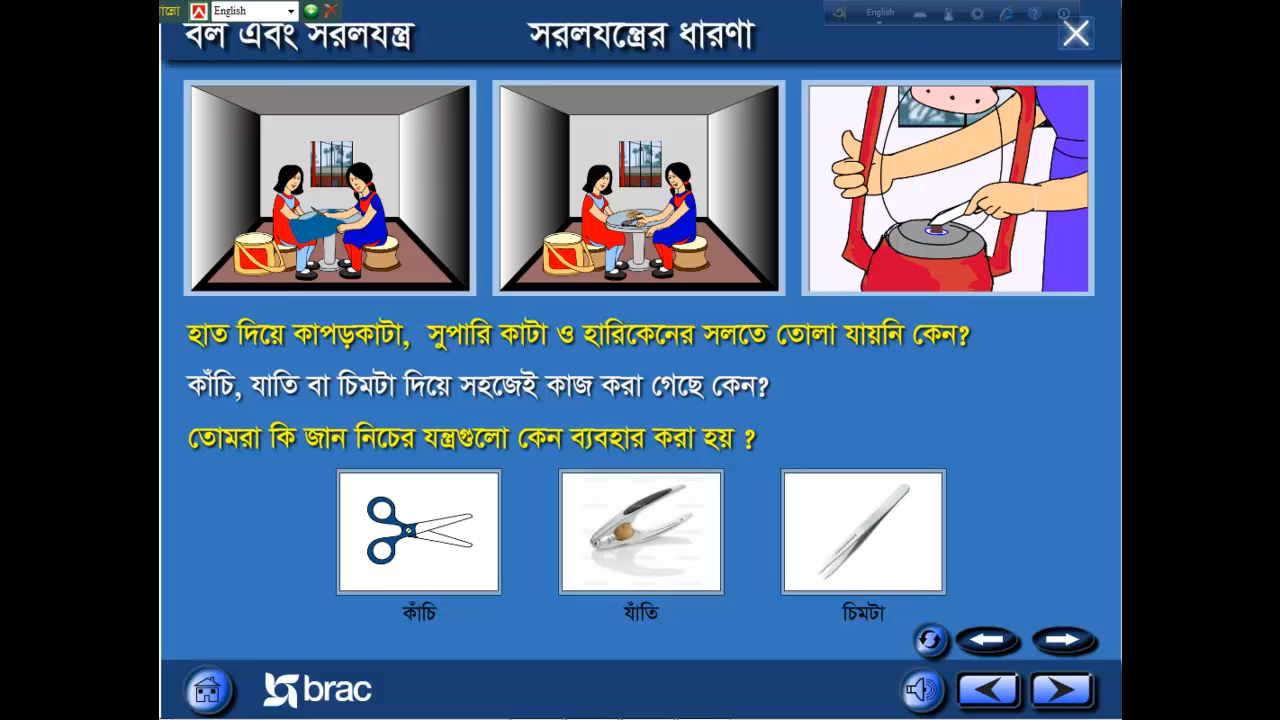 English
English
বল এবং সরলযন্ত্র
সরলযন্ত্রের ধারণা
হাত দিয়ে কাপড়কাটা, সুপারি কাটা ও হারিকেনের সলতে তোলা যায়নি কেন?
কাঁচি, যাতি বা চিমটা দিয়ে সহজেই কাজ করা গেছে কেন?
তোমরা কি জান নিচের যন্ত্রগুলো কেন ব্যবহার করা হয় ?
কাঁচি
যাঁতি
চিমটা
brac